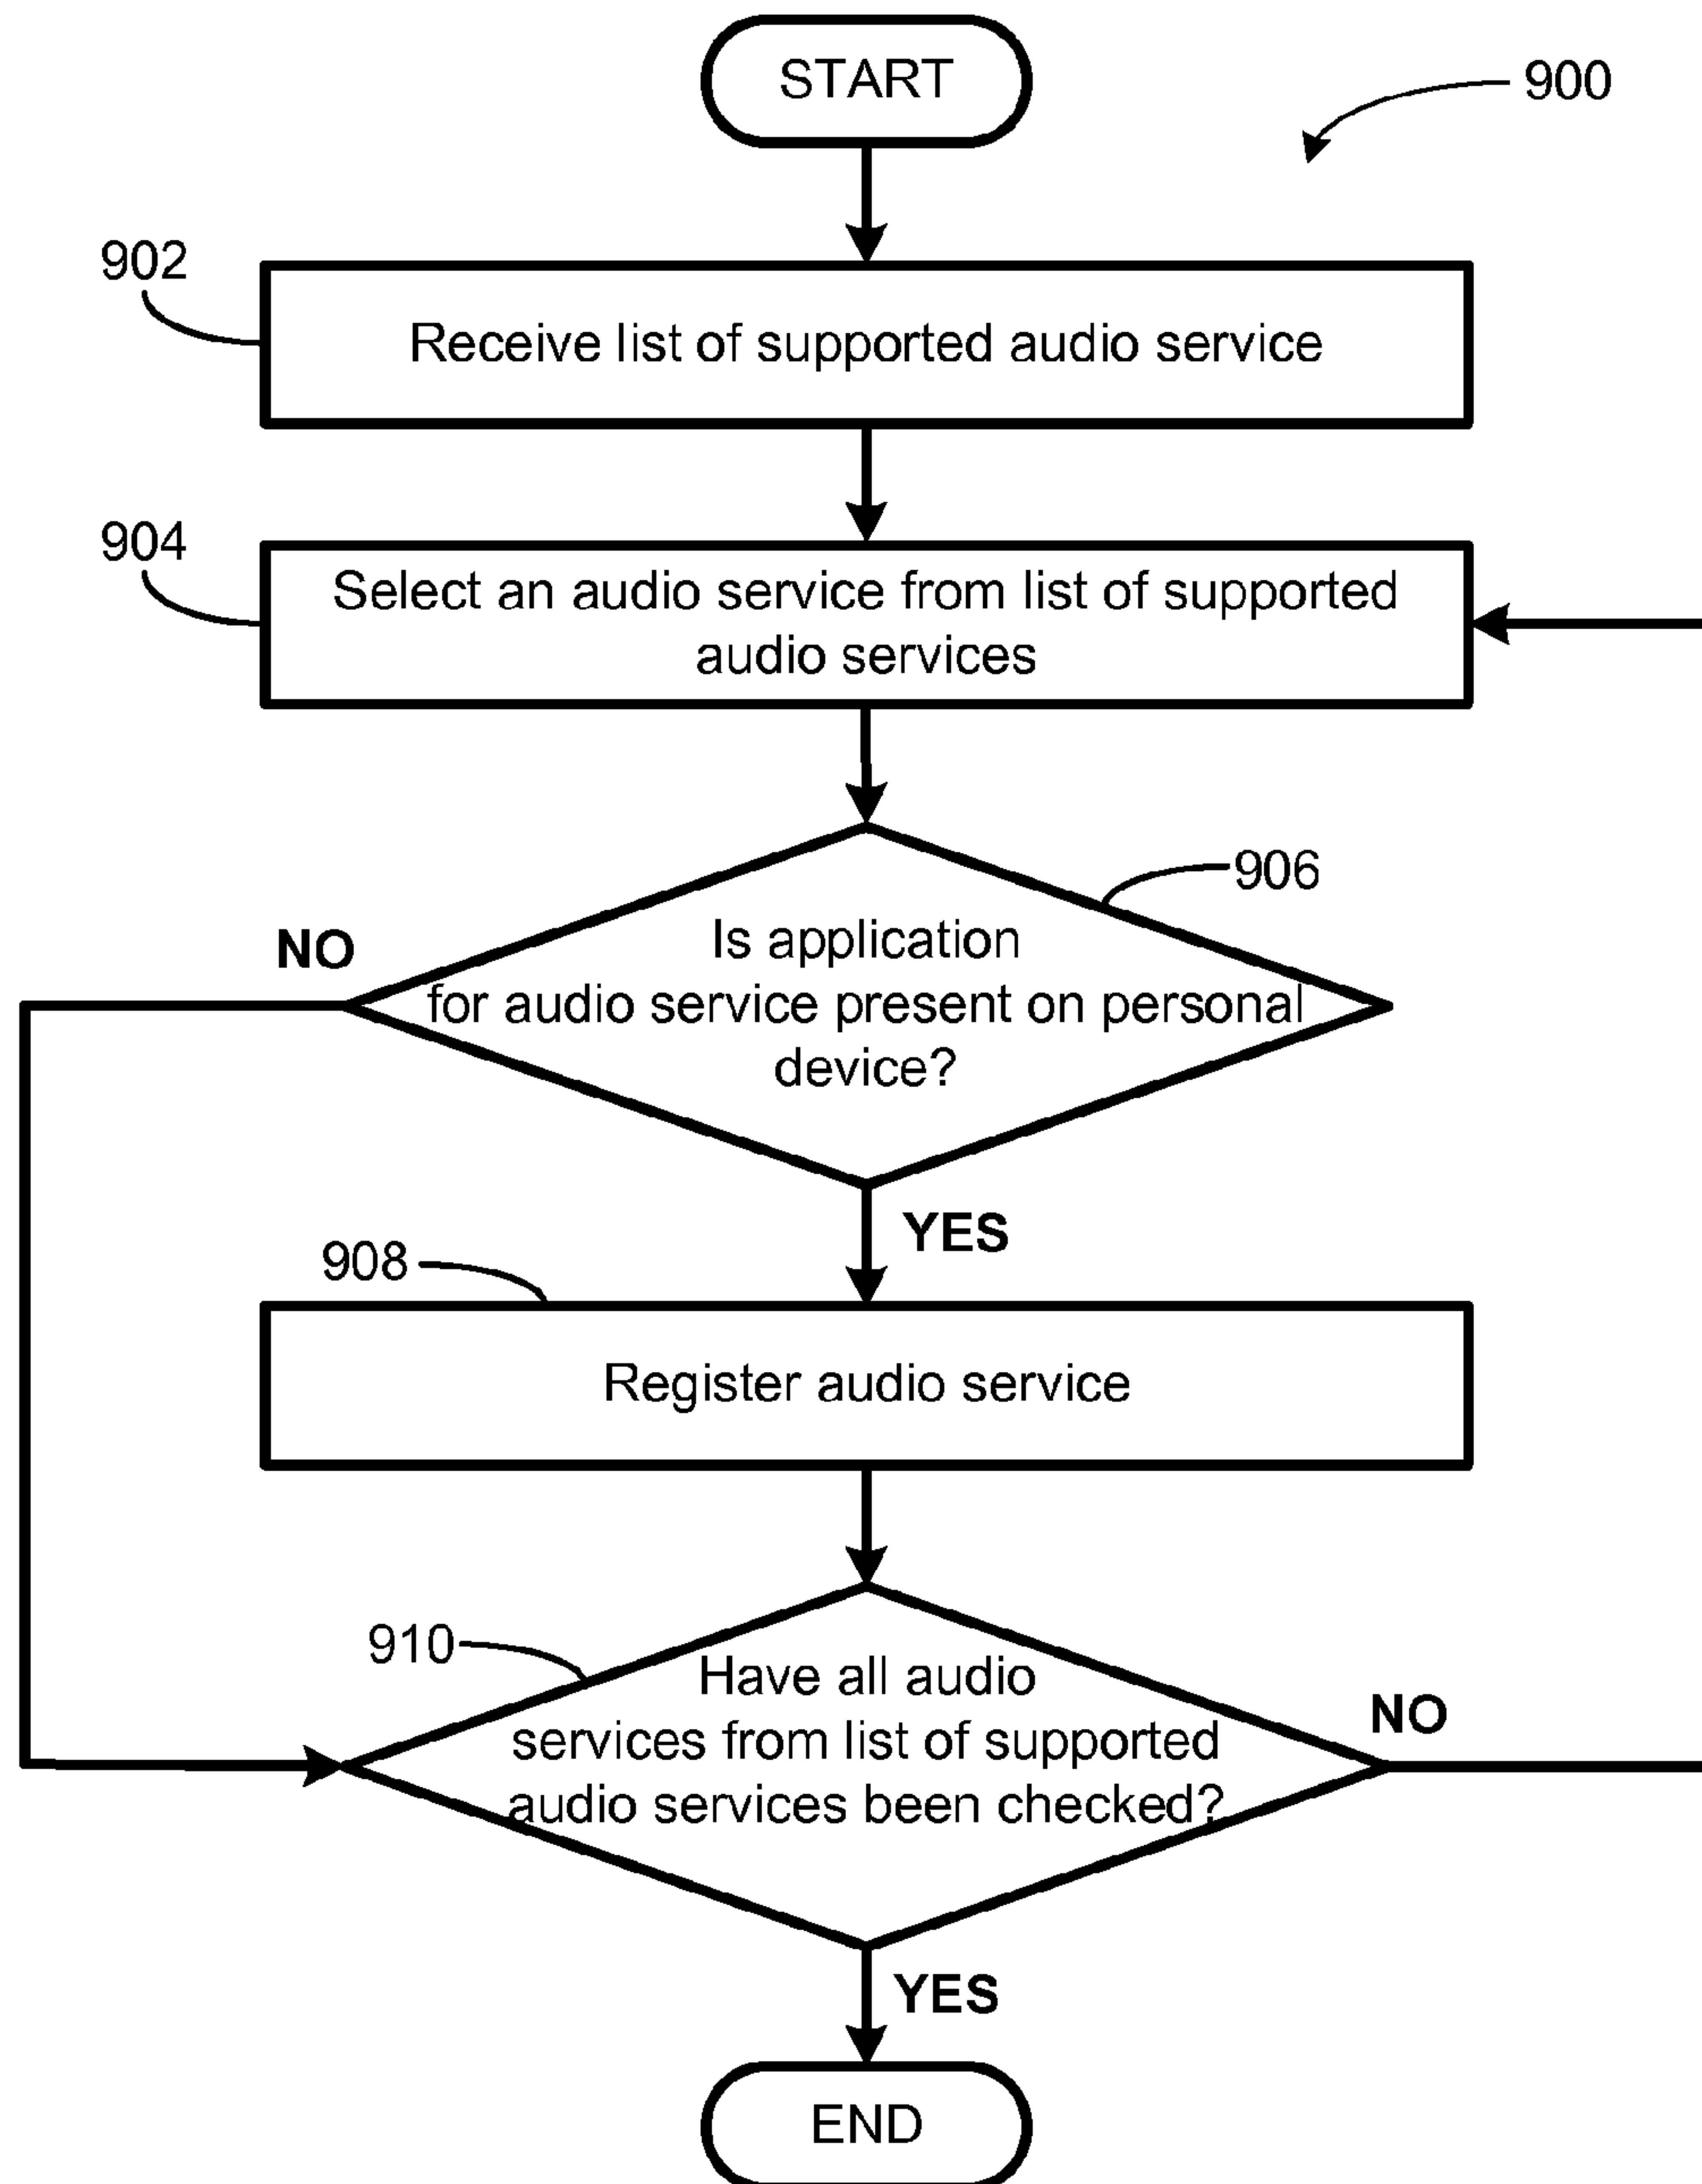 START
900
902
Receive list of supported audio service
904
Select an audio service from list of supported
audio services
906
NO
Is application
for audio service present on personal
device?
YES
908
Register audio service
910
Have all audio
services from list of supported
audio services been checked?
NO
YES
END